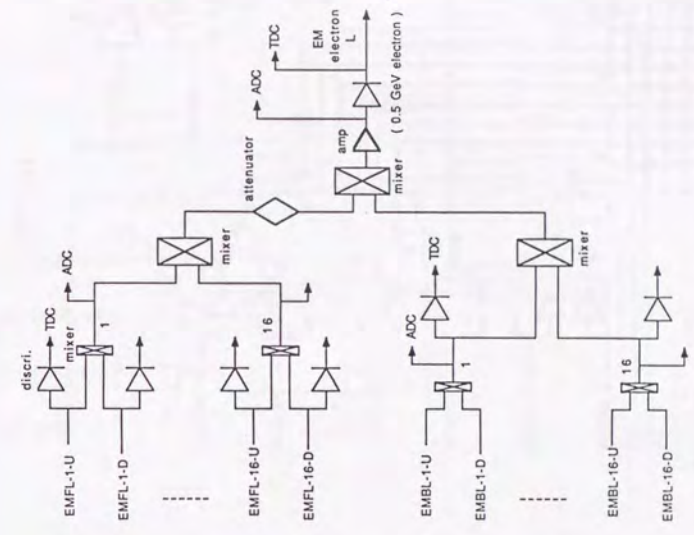 EMFL-1-U
EMFL-1-D
EMFL-16-U
EMFL-16-D
discri.
TDC
mixer
1
ADC
16
mixer
attenuator
mixer
amp
ADC
TDC
EM
electron
L
( 0.5 GeV electron )
EMBL-1-U
EMBL-1-D
EMBL-16-U
EMBL-16-D
ADC
1
TDC
16
mixer